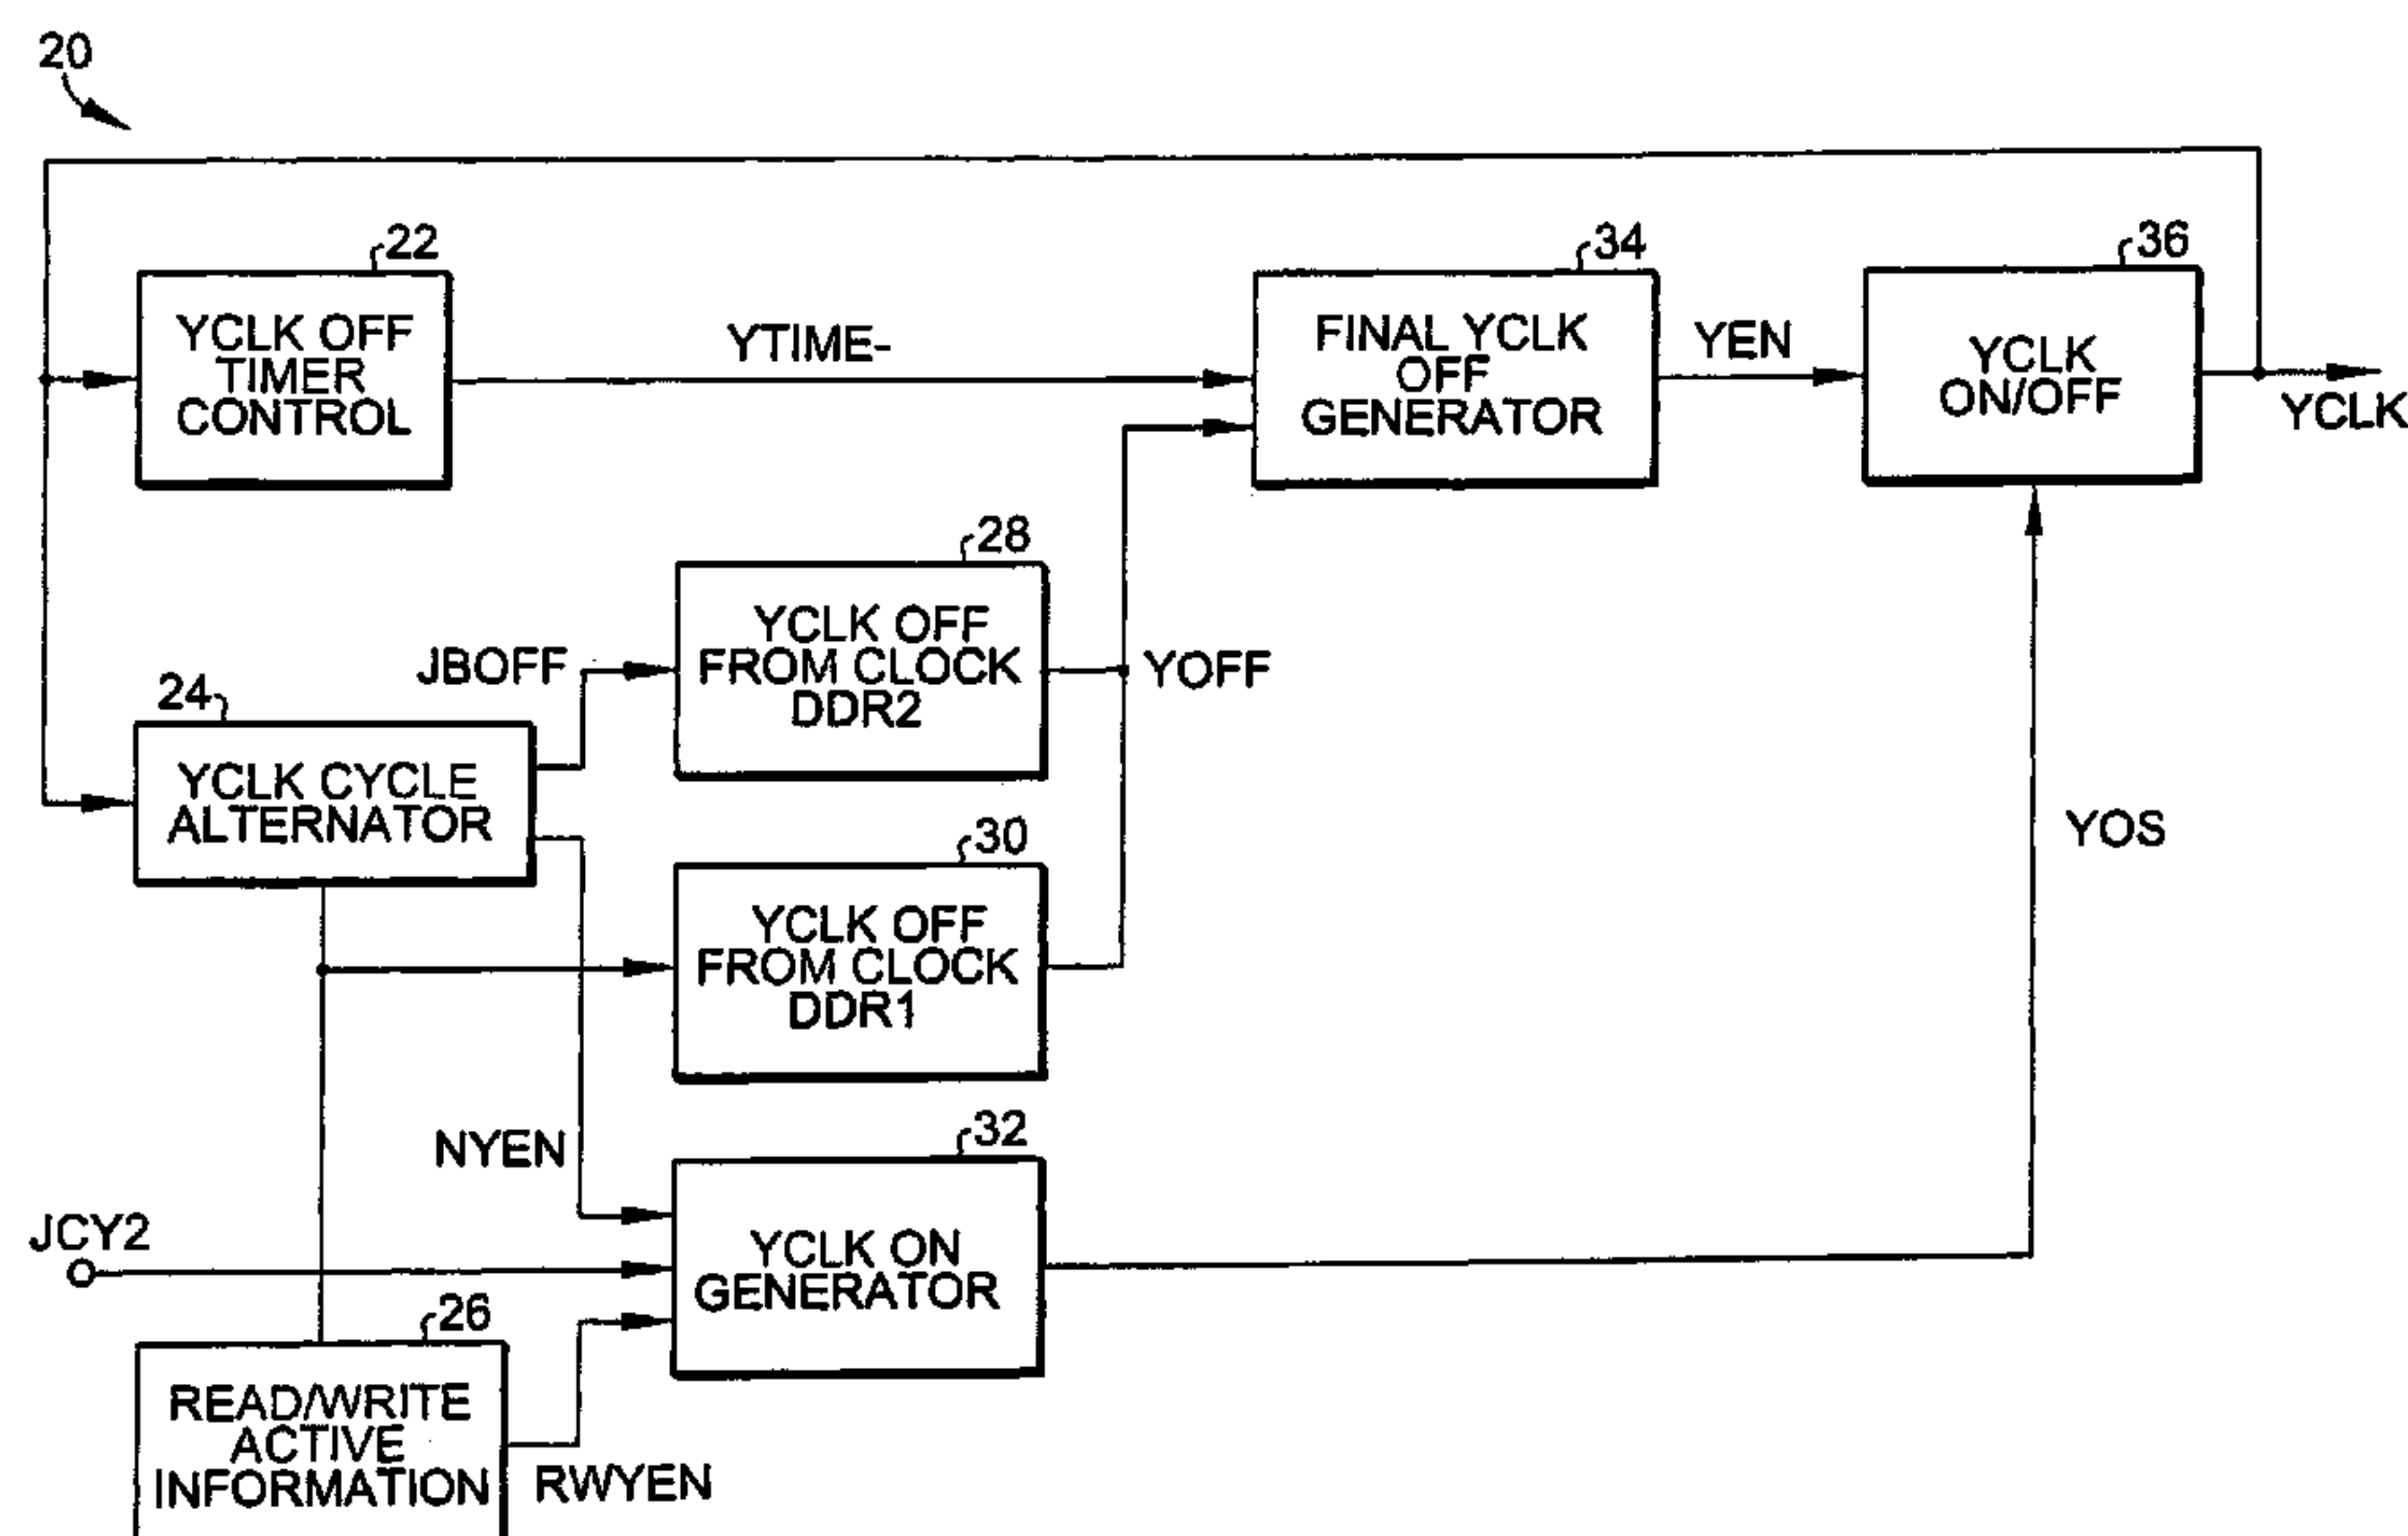 20
22
YCLK OFF
TIMER
CONTROL
YTIME-
34
FINAL YCLK
OFF
GENERATOR
YEN
36
YCLK
ON/OFF
YCLK
28
YCLK OFF
FROM CLOCK
DDR2
JBOFF
YOFF
24
YCLK CYCLE
ALTERNATOR
30
YCLK OFF
FROM CLOCK
DDR1
YOS
NYEN
32
YCLK ON
GENERATOR
JCY2
26
READ/WRITE
ACTIVE
INFORMATION
RWYEN